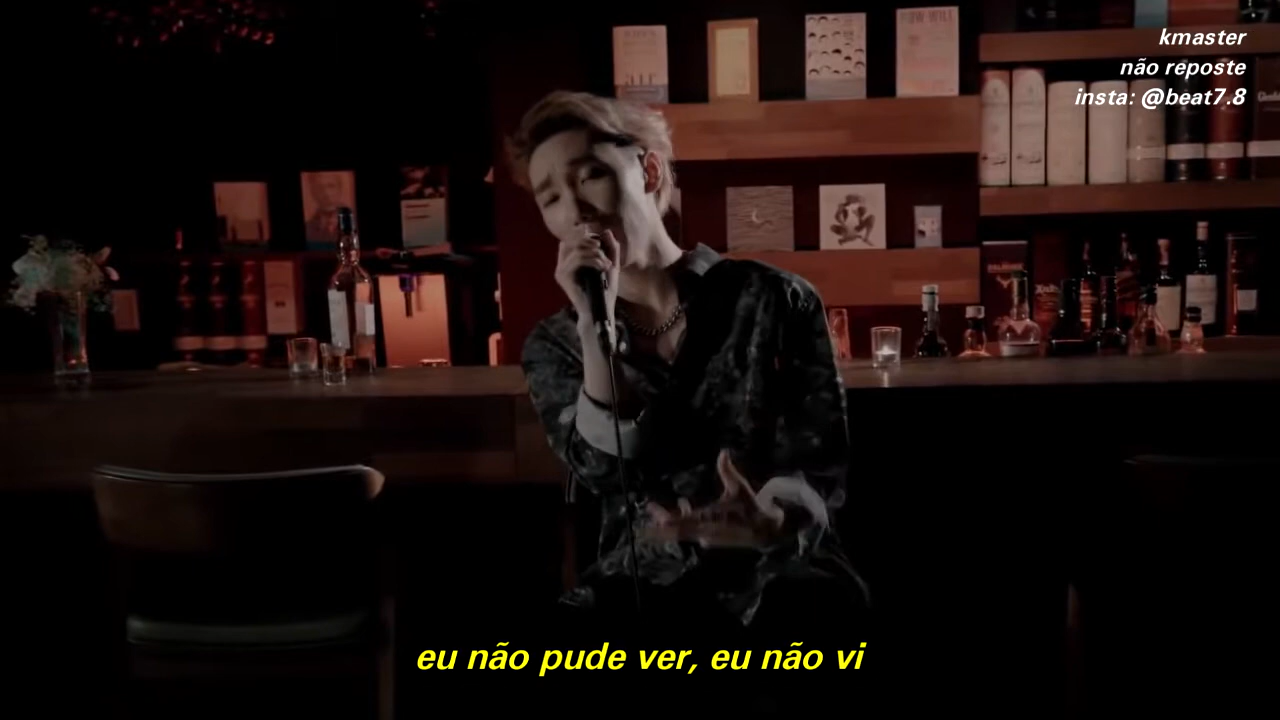 kmaster
não reposte
insta: @beat7.8
eu não pude ver, eu não vi